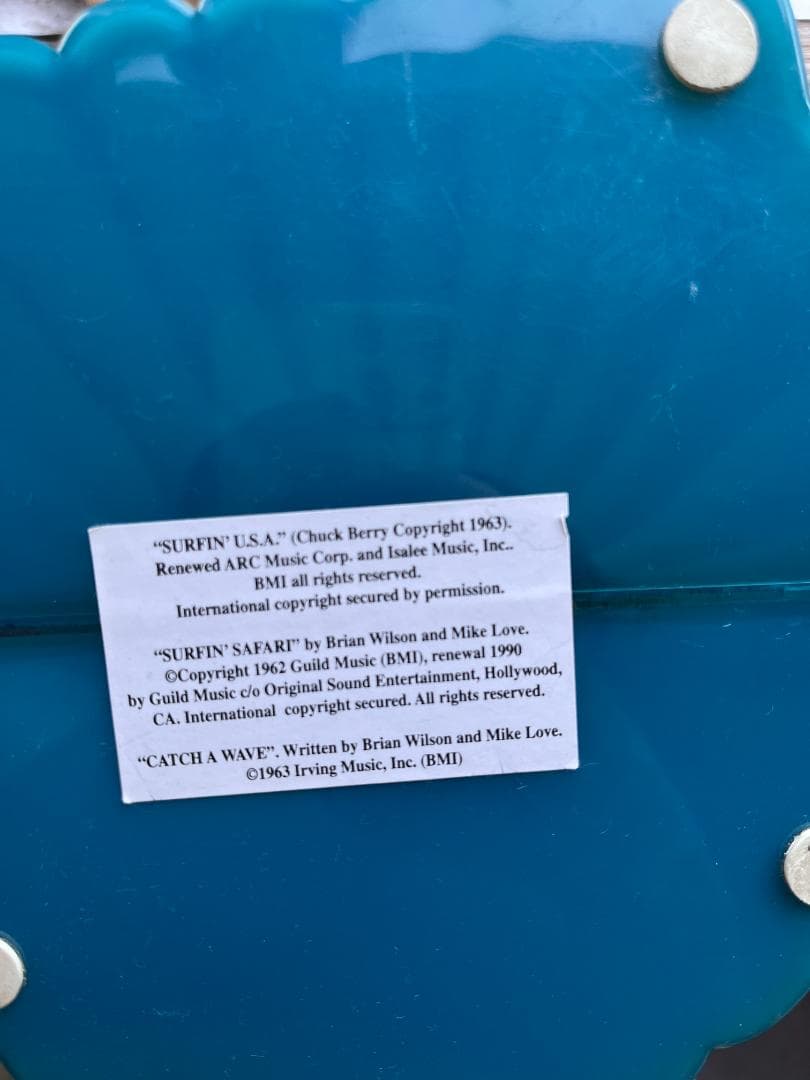 “SURFIN’ U.S.A.” (Chuck Berry Copyright 1963).
Renewed ARC Music Corp. and Isalee Music, Inc..
BMI all rights reserved.
International copyright secured by permission.
“SURFIN’ SAFARI” by Brian Wilson and Mike Love.
©Copyright 1962 Guild Music (BMI), renewal 1990
by Guild Music c/o Original Sound Entertainment, Hollywood,
CA. International copyright secured. All rights reserved.
“CATCH A WAVE”. Written by Brian Wilson and Mike Love.
©1963 Irving Music, Inc. (BMI)